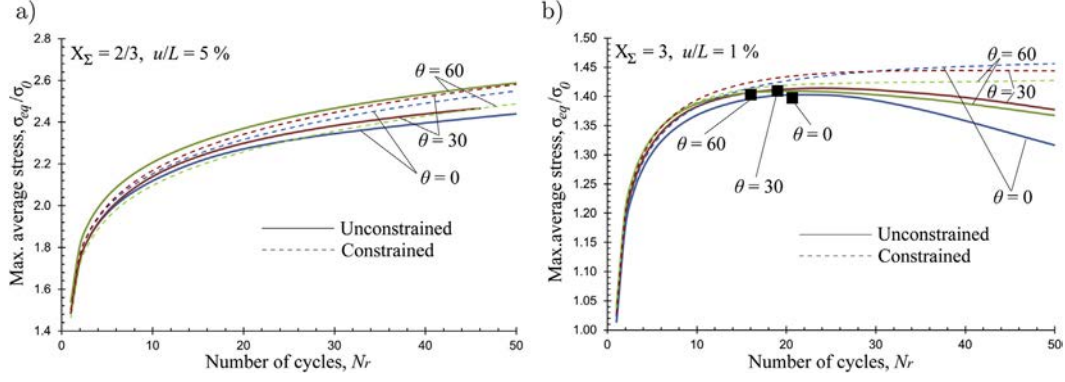 a)
X_Σ = 2/3, u/L = 5 %
Max. average stress, σ_eq/σ_0
2.8
2.6
2.4
2.2
2.0
1.8
1.6
1.4
θ = 60
θ = 30
θ = 0
Unconstrained
Constrained
0
10
20
30
40
50
Number of cycles, Nr
b)
X_Σ = 3, u/L = 1 %
Max.average stress, σ_eq/σ_0
1.50
1.45
1.40
1.35
1.30
1.25
1.20
1.15
1.10
1.05
1.00
θ = 60
θ = 30
θ = 60
θ = 0
θ = 30
θ = 0
Unconstrained
Constrained
0
10
20
30
40
50
Number of cycles, Nr